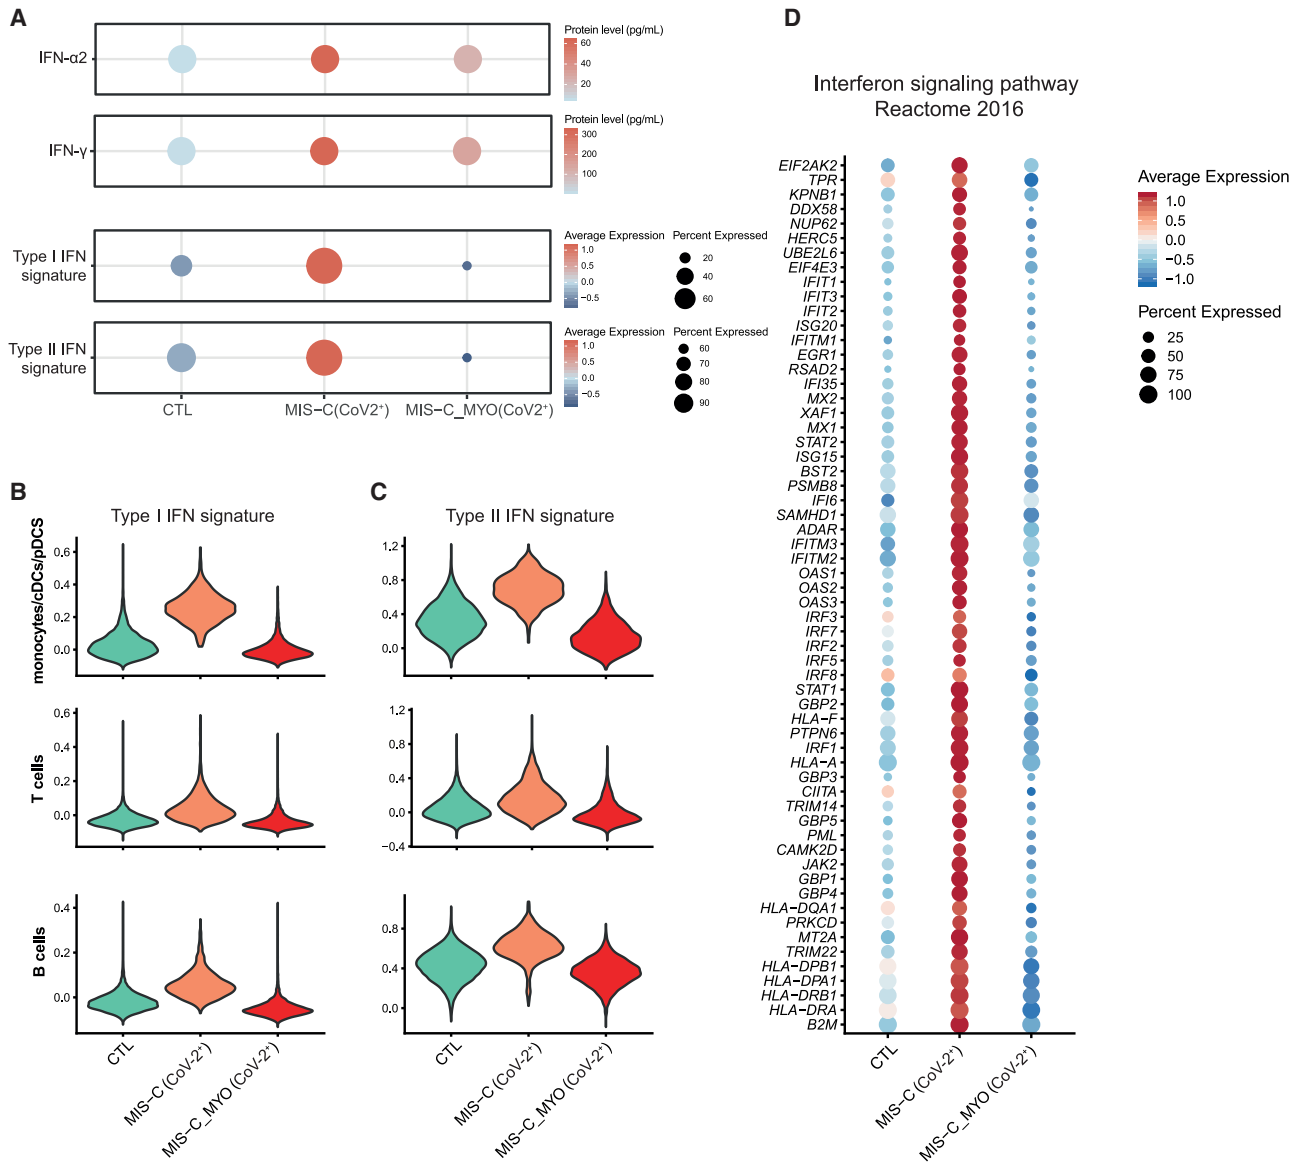 A
IFN-α2
Protein level (pg/mL)
60
40
20
IFN-γ
Protein level (pg/mL)
300
200
100
Type I IFN
signature
Average Expression
1.0
0.5
0.0
−0.5
Percent Expressed
20
40
60
Type II IFN
signature
Average Expression
1.0
0.5
0.0
−0.5
Percent Expressed
60
70
80
90
CTL
MIS−C(CoV2⁺)
MIS−C_MYO(CoV2⁺)
B
Type I IFN signature
monocytes/cDCs/pDCS
0.6
0.4
0.2
0.0
T cells
0.6
0.4
0.2
0.0
B cells
0.4
0.2
0.0
CTL
MIS−C (CoV-2⁺)
MIS−C_MYO (CoV-2⁺)
C
Type II IFN signature
1.2
0.8
0.4
0.0
1.2
0.8
0.4
0.0
−0.4
0.8
0.4
0.0
CTL
MIS−C (CoV-2⁺)
MIS−C_MYO (CoV-2⁺)
D
Interferon signaling pathway
Reactome 2016
EIF2AK2
TPR
KPNB1
DDX58
NUP62
HERC5
UBE2L6
EIF4E3
IFIT1
IFIT3
IFIT2
ISG20
IFITM1
EGR1
RSAD2
IFI35
MX2
XAF1
MX1
STAT2
ISG15
BST2
PSMB8
IFI6
SAMHD1
ADAR
IFITM3
IFITM2
OAS1
OAS2
OAS3
IRF3
IRF7
IRF2
IRF5
IRF8
STAT1
GBP2
HLA−F
PTPN6
IRF1
HLA−A
GBP3
CIITA
TRIM14
GBP5
PML
CAMK2D
JAK2
GBP1
GBP4
HLA−DQA1
PRKCD
MT2A
TRIM22
HLA−DPB1
HLA−DPA1
HLA−DRB1
HLA−DRA
B2M
CTL
MIS−C (CoV-2⁺)
MIS−C_MYO (CoV-2⁺)
Average Expression
1.0
0.5
0.0
−0.5
−1.0
Percent Expressed
25
50
75
100